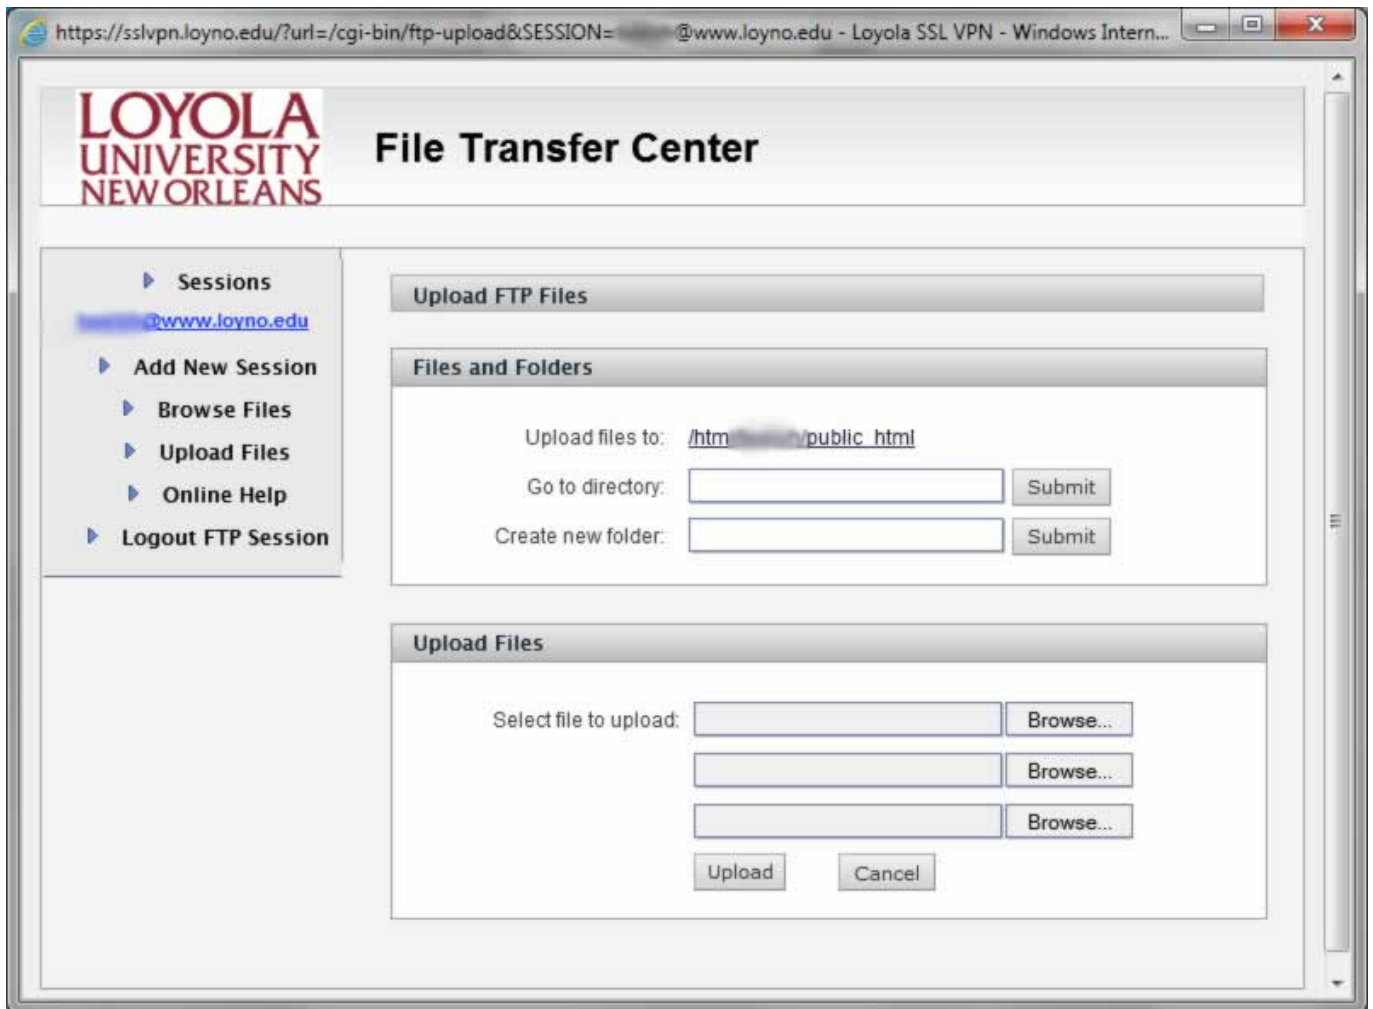 https://sslvpn.loyno.edu/?url=/cgi-bin/ftp-upload&SESSION= @www.loyno.edu - Loyola SSL VPN - Windows Intern...
LOYOLA
UNIVERSITY
NEW ORLEANS
File Transfer Center
Sessions
@www.loyno.edu
Add New Session
Browse Files
Upload Files
Online Help
Logout FTP Session
Upload FTP Files
Files and Folders
Upload files to: /htm /public_html
Go to directory: Submit
Create new folder: Submit
Upload Files
Select file to upload: Browse...
Browse...
Browse...
Upload Cancel